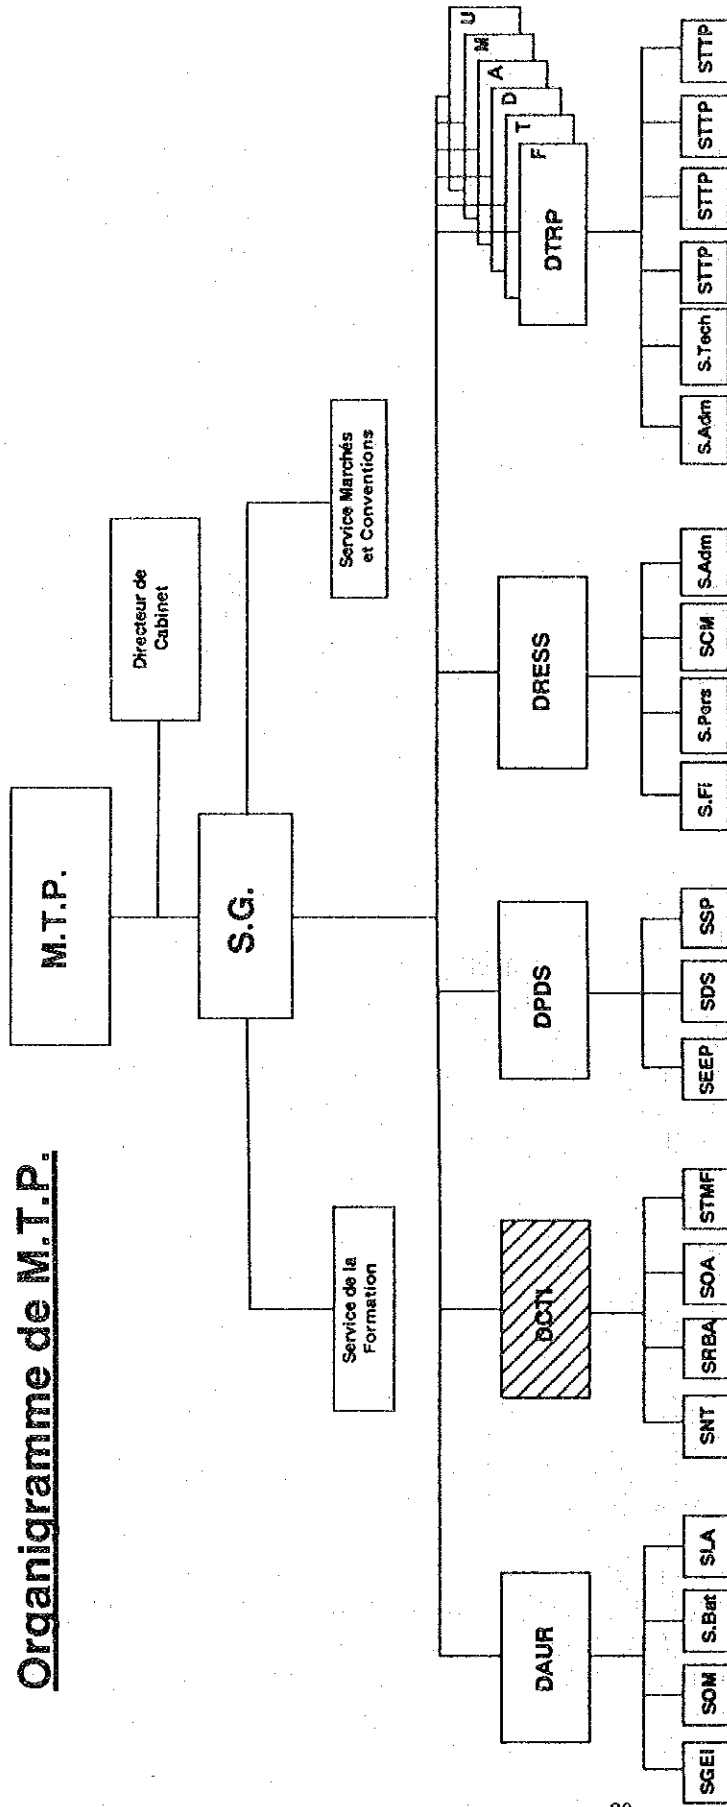 Organigramme de M.T.P.
M.T.P.
Directeur de
Cabinet
S.G.
Service de la
Formation
Service Marchés
et Conventions
DAUR
DCTI
DPDS
DRESS
DTRP
F
T
D
A
M
U
SGEI
SOM
S.Bat
SLA
SNT
SRBA
SOA
STMF
SEEP
SDS
SSP
S.Fi
S.Pers
SCM
S.Adm
S.Adm
S.Tech
STTP
STTP
STTP
STTP